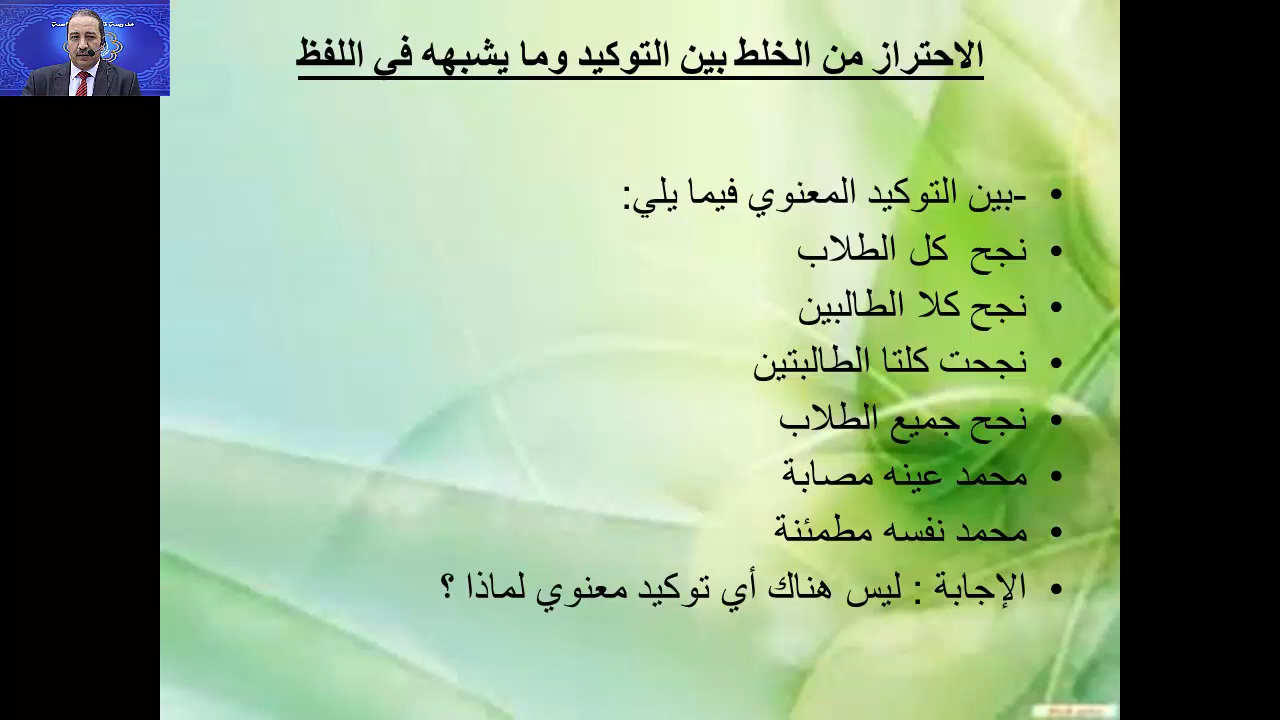 الاحتراز من الخلط بين التوكيد وما يشبهه في اللفظ
• -بين التوكيد المعنوي فيما يلي:
• نجح كل الطلاب
• نجح كلا الطالبين
• نجحت كلتا الطالبتين
• نجح جميع الطلاب
• محمد عينه مصابة
• محمد نفسه مطمئنة
• الإجابة : ليس هناك أي توكيد معنوي لماذا ؟